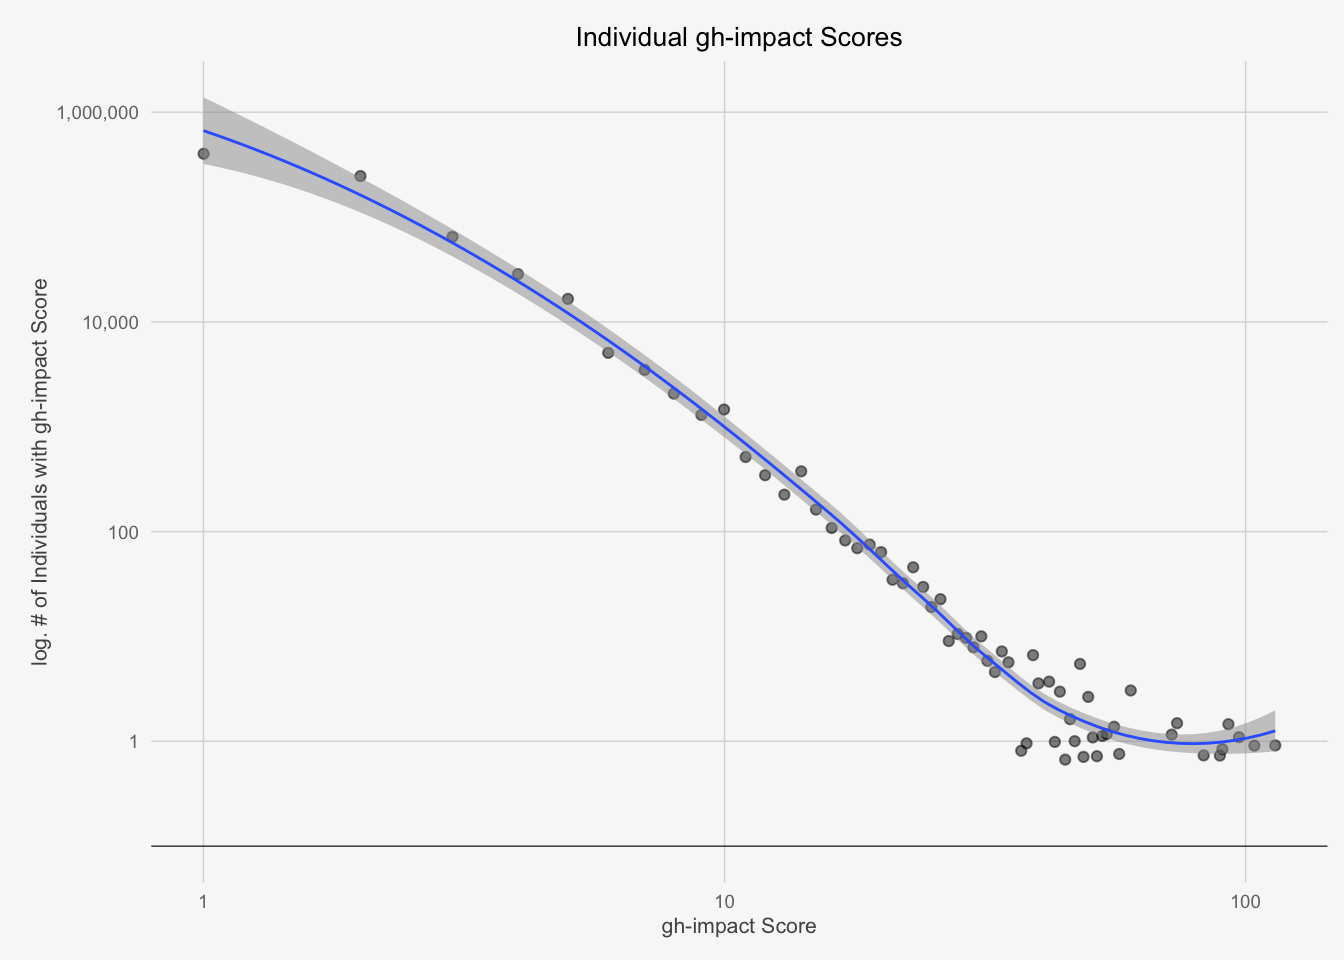 Individual gh-impact Scores
1,000,000
10,000
100
1
log. # of Individuals with gh-impact Score
1
10
100
gh-impact Score